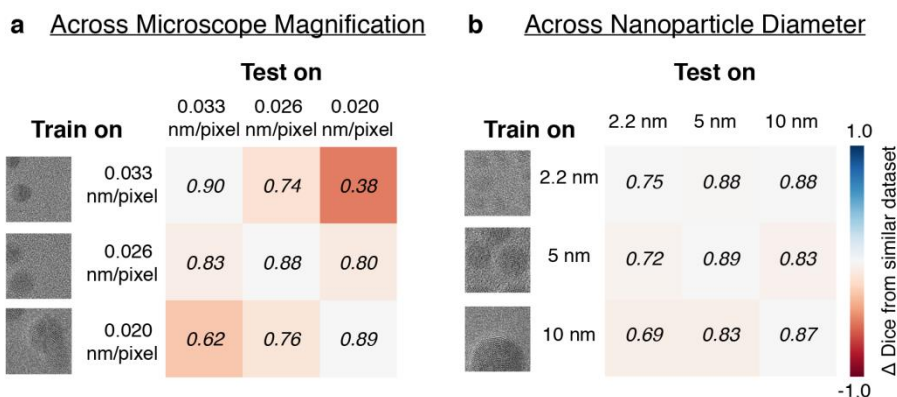 a Across Microscope Magnification
Test on
0.033 nm/pixel 0.026 nm/pixel 0.020 nm/pixel
Train on
0.033 nm/pixel 0.90 0.74 0.38
0.026 nm/pixel 0.83 0.88 0.80
0.020 nm/pixel 0.62 0.76 0.89
b Across Nanoparticle Diameter
Test on
Train on 2.2 nm 5 nm 10 nm
2.2 nm 0.75 0.88 0.88
5 nm 0.72 0.89 0.83
10 nm 0.69 0.83 0.87
1.0
Δ Dice from similar dataset
-1.0